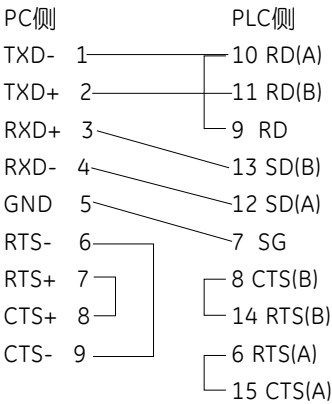 PC侧 PLC侧
TXD- 1 10 RD(A)
TXD+ 2 11 RD(B)
RXD+ 3 9 RD
RXD- 4 13 SD(B)
GND 5 12 SD(A)
RTS- 6 7 SG
RTS+ 7 8 CTS(B)
CTS+ 8 14 RTS(B)
CTS- 9 6 RTS(A)
15 CTS(A)